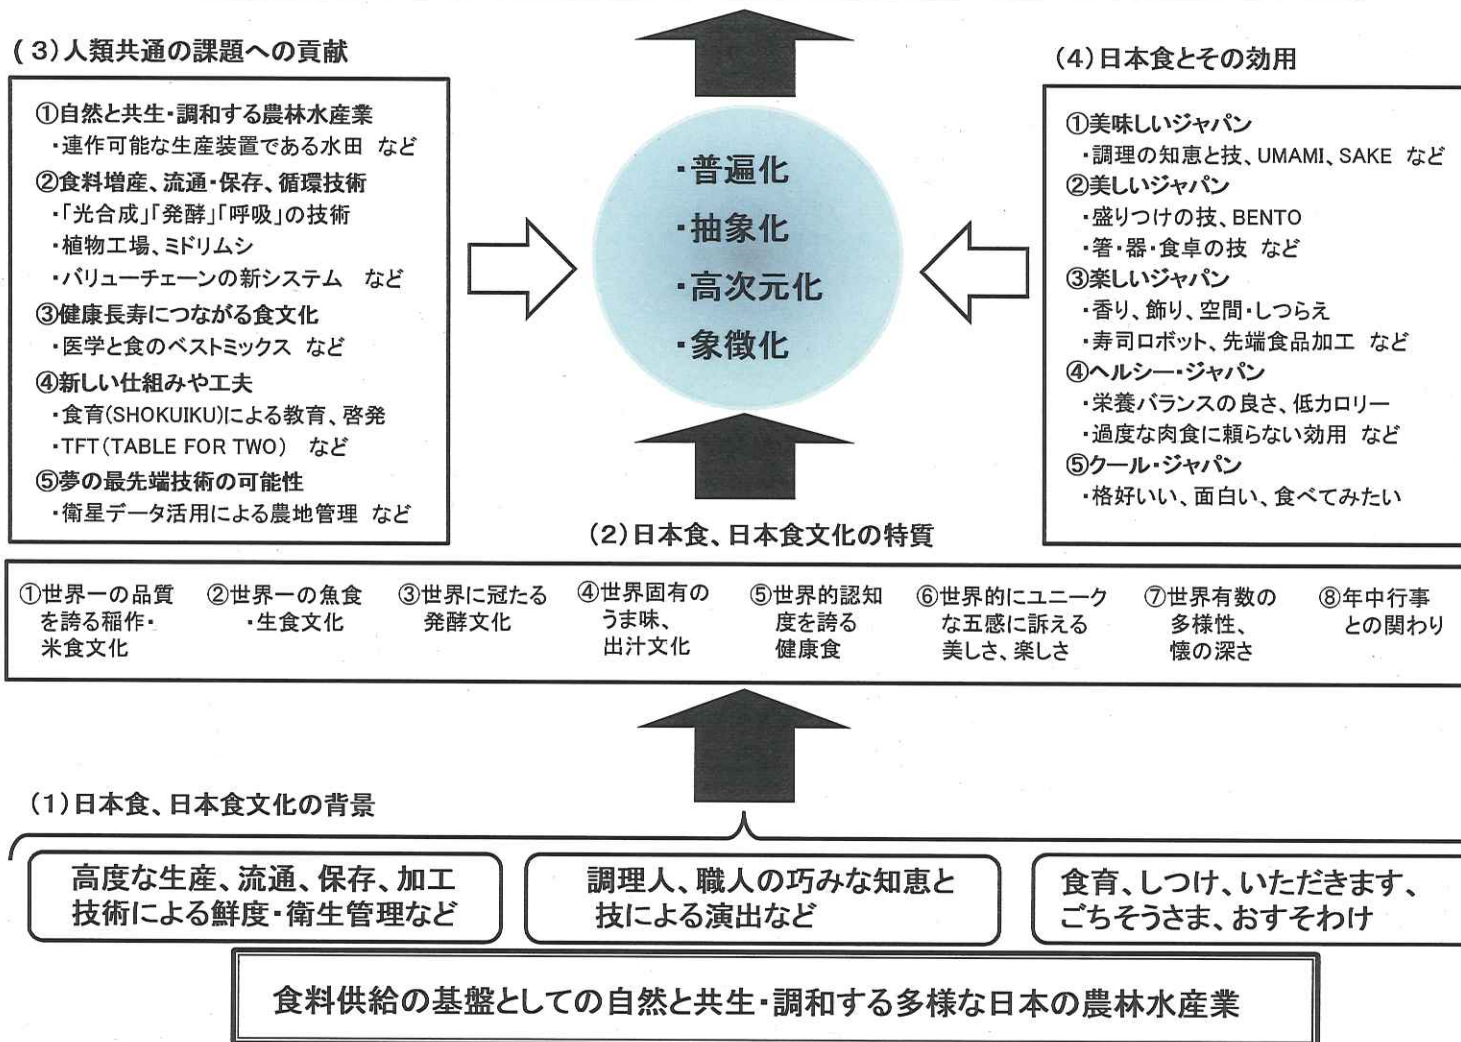 (3)人類共通の課題への貢献
①自然と共生・調和する農林水産業
・連作可能な生産装置である水田 など
②食料増産、流通・保存、循環技術
・「光合成」「発酵」「呼吸」の技術
・植物工場、ミドリムシ
・バリューチェーンの新システム など
③健康長寿につながる食文化
・医学と食のベストミックス など
④新しい仕組みや工夫
・食育(SHOKUIKU)による教育、啓発
・TFT(TABLE FOR TWO) など
⑤夢の最先端技術の可能性
・衛星データ活用による農地管理 など
・普遍化
・抽象化
・高次元化
・象徴化
(4)日本食とその効用
①美味しいジャパン
・調理の知恵と技、UMAMI、SAKE など
②美しいジャパン
・盛りつけの技、BENTO
・箸・器・食卓の技 など
③楽しいジャパン
・香り、飾り、空間・しつらえ
・寿司ロボット、先端食品加工 など
④ヘルシー・ジャパン
・栄養バランスの良さ、低カロリー
・過度な肉食に頼らない効用 など
⑤クール・ジャパン
・格好いい、面白い、食べてみたい
(2)日本食、日本食文化の特質
①世界一の品質
を誇る稲作・
米食文化
②世界一の魚食
・生食文化
③世界に冠たる
発酵文化
④世界固有の
うま味、
出汁文化
⑤世界的認知
度を誇る
健康食
⑥世界的にユニーク
な五感に訴える
美しさ、楽しさ
⑦世界有数の
多様性、
懐の深さ
⑧年中行事
との関わり
(1)日本食、日本食文化の背景
高度な生産、流通、保存、加工
技術による鮮度・衛生管理など
調理人、職人の巧みな知恵と
技による演出など
食育、しつけ、いただきます、
ごちそうさま、おすそわけ
食料供給の基盤としての自然と共生・調和する多様な日本の農林水産業